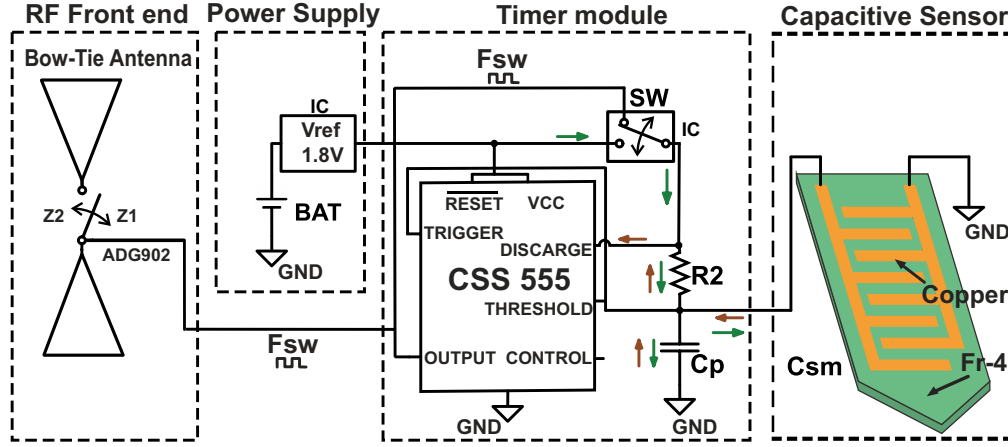 RF Front end
Power Supply
Timer module
Capacitive Sensor
Bow-Tie Antenna
Z2
Z1
ADG902
Fsw
IC
Vref
1.8V
BAT
GND
Fsw
SW
IC
RESET
VCC
TRIGGER
DISCARGE
CSS 555
THRESHOLD
OUTPUT
CONTROL
GND
R2
Cp
GND
GND
Copper
Csm
Fr-4